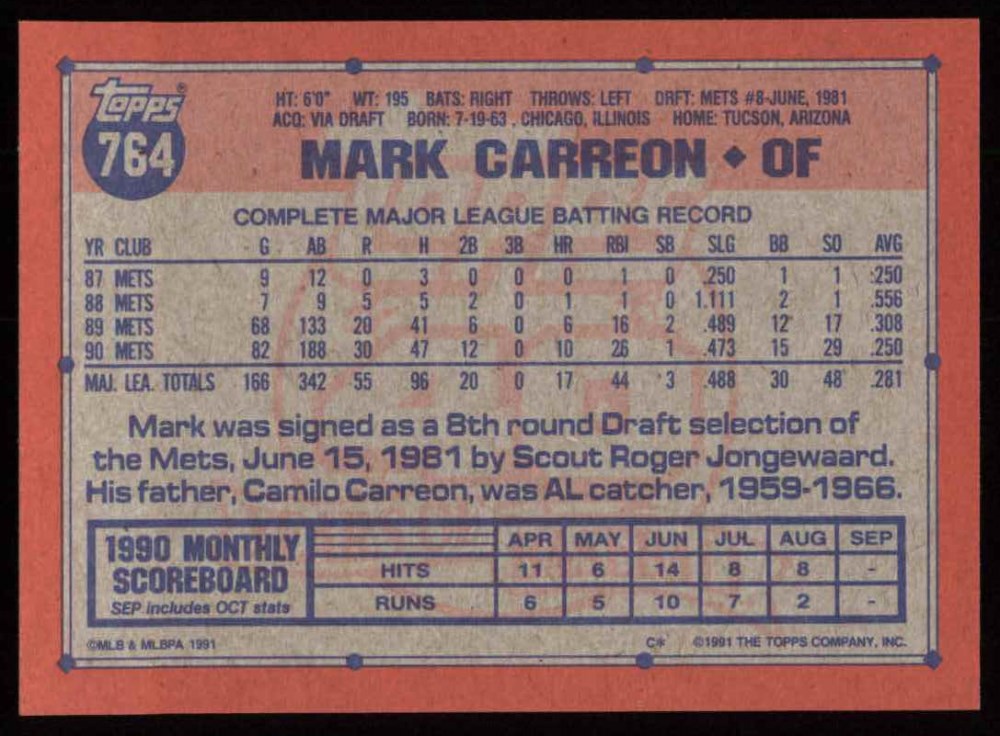 Topps®
764
HT: 6'0" WT: 195 BATS: RIGHT THROWS: LEFT DRFT: METS #8-JUNE, 1981
ACQ: VIA DRAFT BORN: 7-19-63, CHICAGO, ILLINOIS HOME: TUCSON, ARIZONA
MARK CARREON ◆ OF
COMPLETE MAJOR LEAGUE BATTING RECORD
YR CLUB G AB R H 2B 3B HR RBI SB SLG BB SO AVG
87 METS 9 12 0 3 0 0 0 1 0 .250 1 1 .250
88 METS 7 9 5 5 2 0 1 1 0 1.111 2 1 .556
89 METS 68 133 20 41 6 0 6 16 2 .489 12 17 .308
90 METS 82 188 30 47 12 0 10 26 1 .473 15 29 .250
MAJ. LEA. TOTALS 166 342 55 96 20 0 17 44 3 .488 30 48 .281
Mark was signed as a 8th round Draft selection of
the Mets, June 15, 1981 by Scout Roger Jongewaard.
His father, Camilo Carreon, was AL catcher, 1959-1966.
1990 MONTHLY
SCOREBOARD
SEP includes OCT stats
APR MAY JUN JUL AUG SEP
HITS 11 6 14 8 8 -
RUNS 6 5 10 7 2 -
©MLB & MLBPA 1991 C* ©1991 THE TOPPS COMPANY, INC.